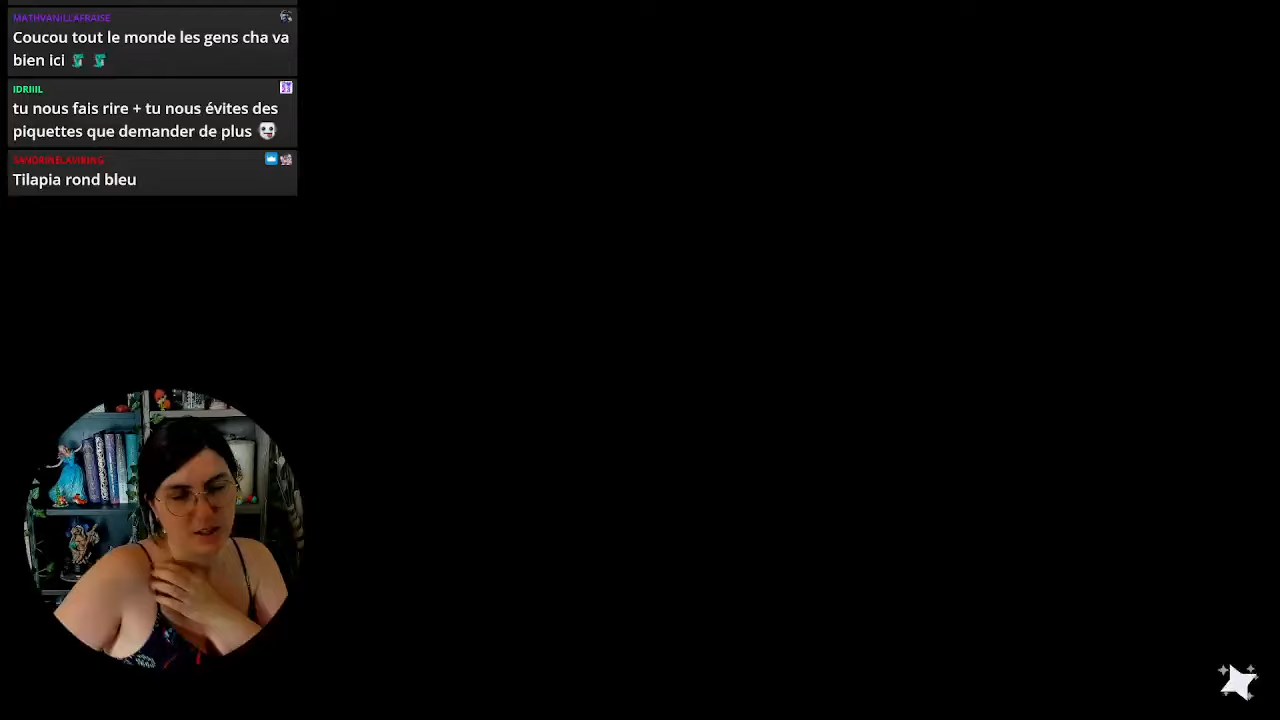 MATHVANILLAFRAISE
Coucou tout le monde les gens cha va
bien ici
IDRIIIL
tu nous fais rire + tu nous évites des
piquettes que demander de plus
SANDRINELAMBING
Tilapia rond bleu